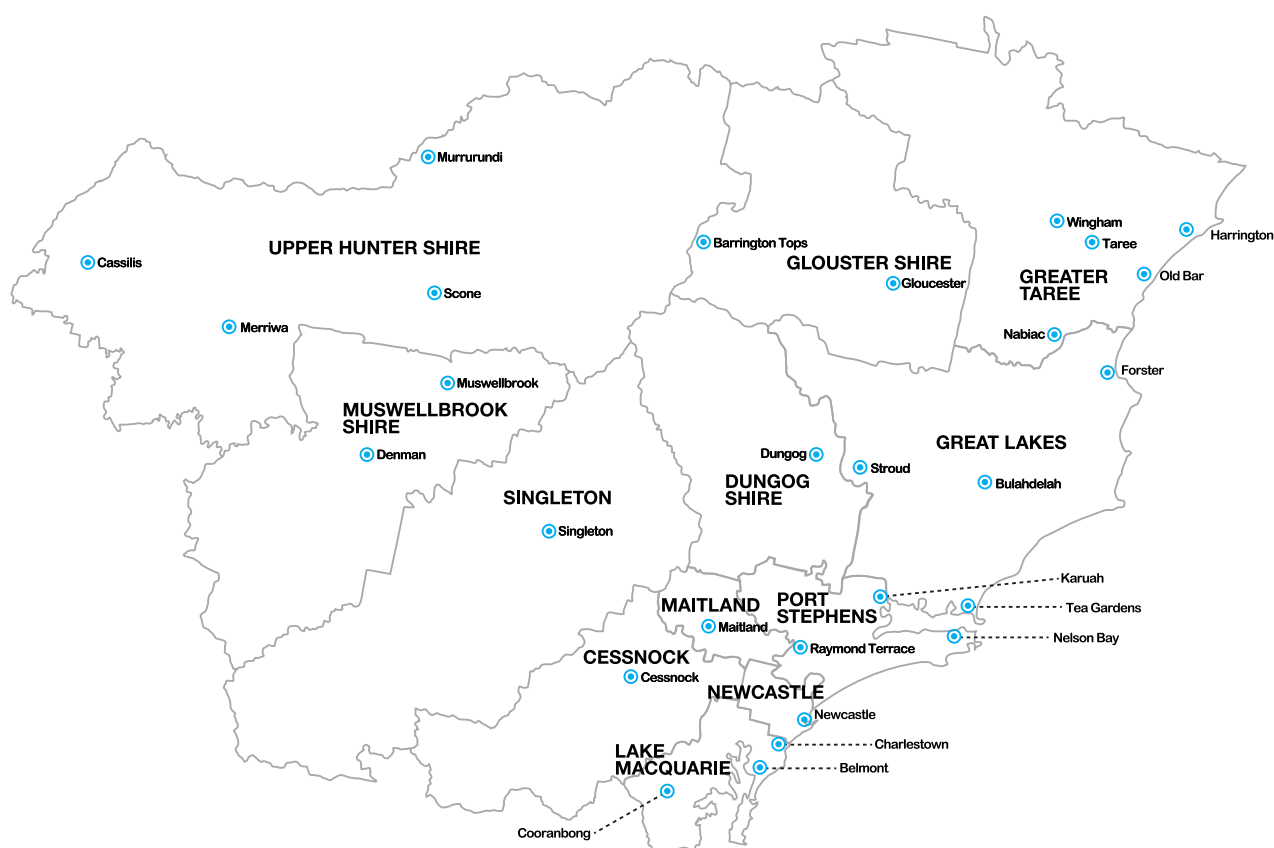 Murrurundi
Wingham
Harrington
Barrington Tops
Taree
UPPER HUNTER SHIRE
Cassilis
GLOUSTER SHIRE
GREATER
TAREE
Old Bar
Gloucester
Scone
Merriwa
Nabiac
Forster
Muswellbrook
MUSWELLBROOK
SHIRE
GREAT LAKES
Denman
Dungog
Stroud
DUNGOG
SHIRE
Bulahdelah
SINGLETON
Singleton
Karuah
MAITLAND
PORT
STEPHENS
Tea Gardens
Maitland
Nelson Bay
Raymond Terrace
CESSNOCK
Cessnock
NEWCASTLE
Newcastle
Charlestown
LAKE
MACQUARIE
Belmont
Cooranbong